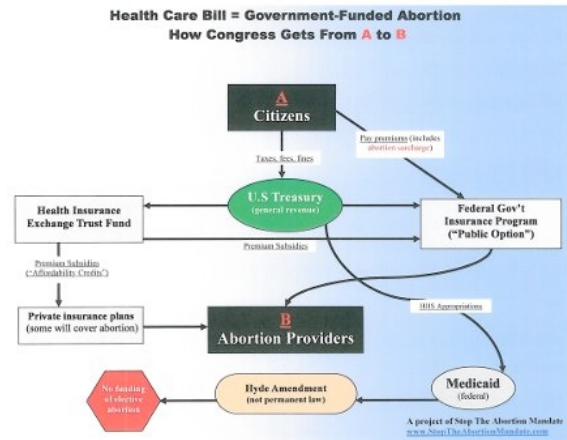 Health Care Bill = Government-Funded Abortion
How Congress Gets From A to B
A
Citizens
Pay premiums (includes
abortion surcharge)
Taxes, fees, fines
U.S Treasury
(general revenue)
Health Insurance
Exchange Trust Fund
Federal Gov't
Insurance Program
("Public Option")
Premium Subsidies
Premium Subsidies
("Affordability Credits")
HHS Appropriations
Private insurance plans
(some will cover abortion)
B
Abortion Providers
No funding
of elective
abortion
Hyde Amendment
(not permanent law)
Medicaid
(federal)
A project of Stop The Abortion Mandate
www.StopTheAbortionMandate.com